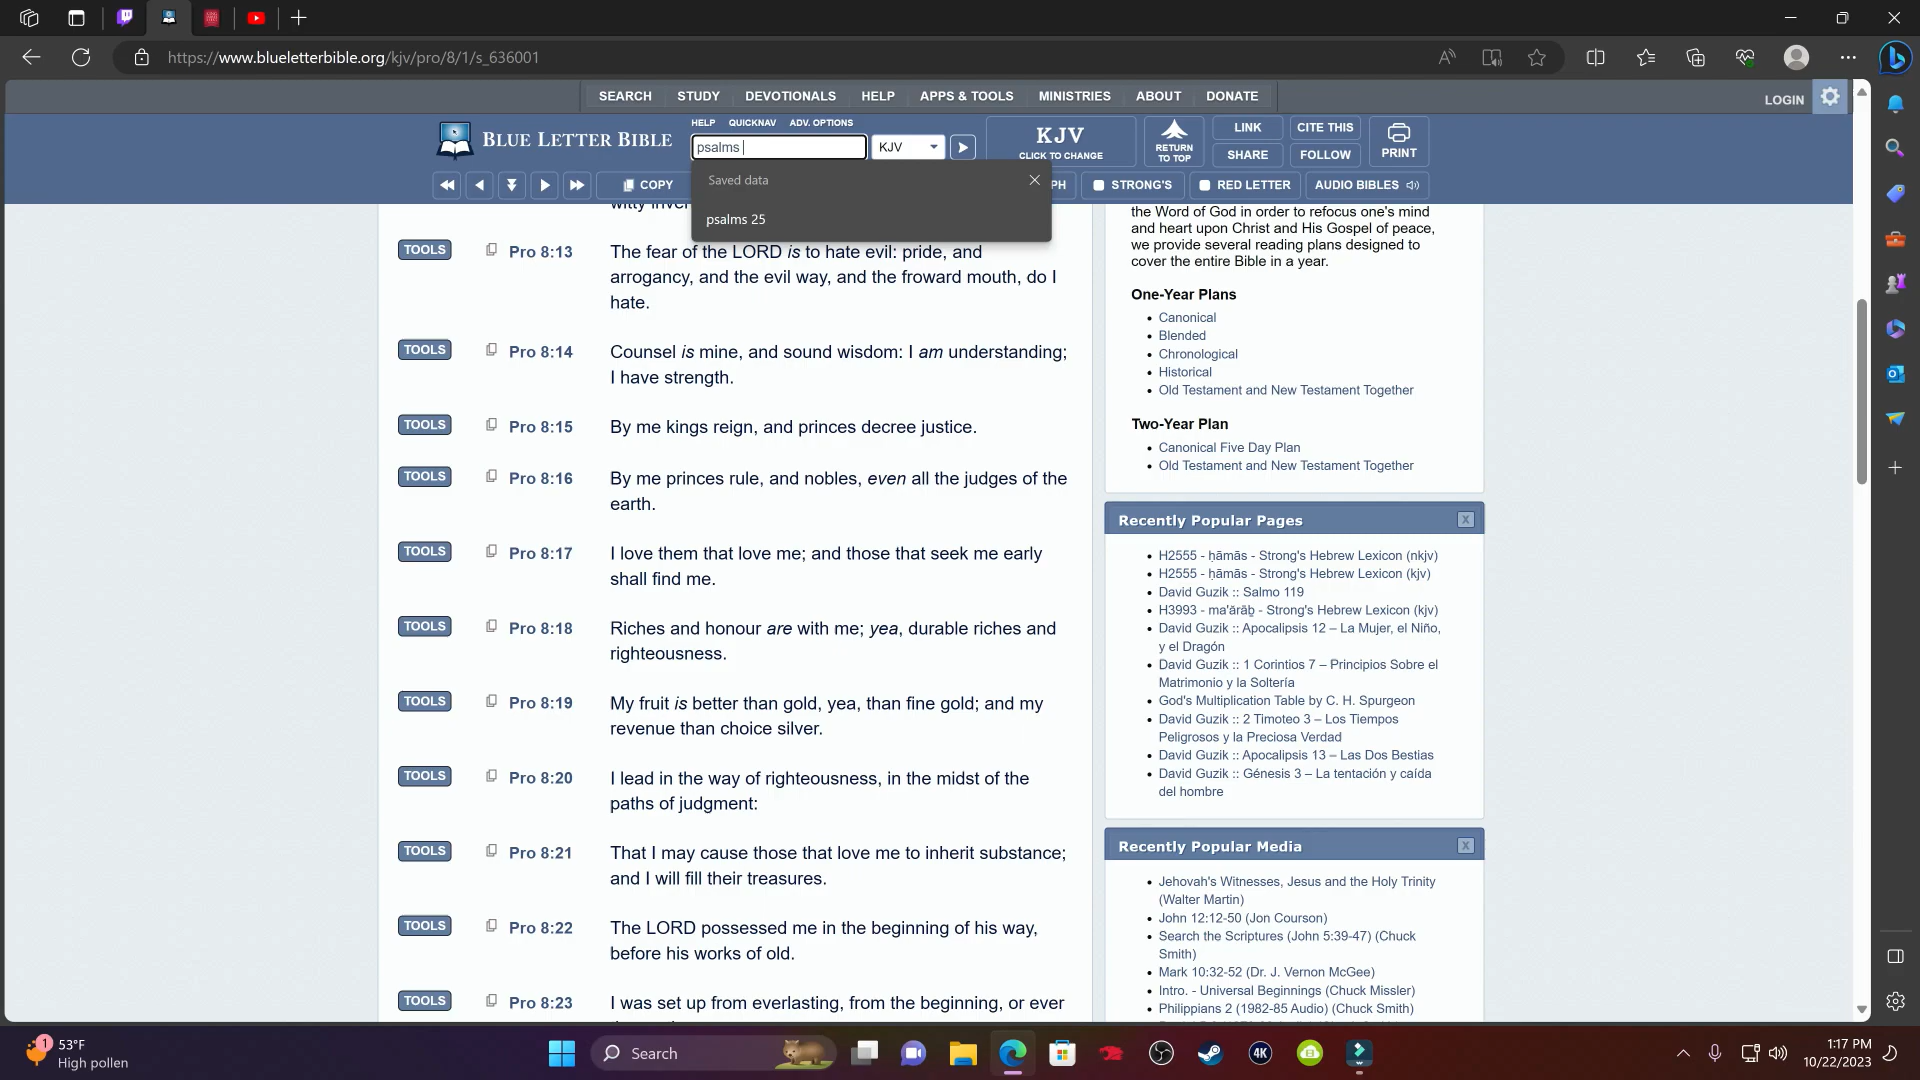 https://www.blueletterbible.org/kjv/pro/8/1/s_636001
SEARCH STUDY DEVOTIONALS HELP APPS & TOOLS MINISTRIES ABOUT DONATE
LOGIN
HELP QUICKNAV ADV. OPTIONS
BLUE LETTER BIBLE
psalms
KJV
KJV
CLICK TO CHANGE
RETURN
TO TOP
LINK
CITE THIS
SHARE
FOLLOW
PRINT
COPY
PH
STRONG'S
RED LETTER
AUDIO BIBLES
Saved data
psalms 25
TOOLS Pro 8:13 The fear of the LORD is to hate evil: pride, and
arrogancy, and the evil way, and the froward mouth, do I
hate.
TOOLS Pro 8:14 Counsel is mine, and sound wisdom: I am understanding;
I have strength.
TOOLS Pro 8:15 By me kings reign, and princes decree justice.
TOOLS Pro 8:16 By me princes rule, and nobles, even all the judges of the
earth.
TOOLS Pro 8:17 I love them that love me; and those that seek me early
shall find me.
TOOLS Pro 8:18 Riches and honour are with me; yea, durable riches and
righteousness.
TOOLS Pro 8:19 My fruit is better than gold, yea, than fine gold; and my
revenue than choice silver.
TOOLS Pro 8:20 I lead in the way of righteousness, in the midst of the
paths of judgment:
TOOLS Pro 8:21 That I may cause those that love me to inherit substance;
and I will fill their treasures.
TOOLS Pro 8:22 The LORD possessed me in the beginning of his way,
before his works of old.
TOOLS Pro 8:23 I was set up from everlasting, from the beginning, or ever
the Word of God in order to refocus one's mind
and heart upon Christ and His Gospel of peace,
we provide several reading plans designed to
cover the entire Bible in a year.
One-Year Plans
Canonical
Blended
Chronological
Historical
Old Testament and New Testament Together
Two-Year Plan
Canonical Five Day Plan
Old Testament and New Testament Together
Recently Popular Pages X
H2555 - ḥāmās - Strong's Hebrew Lexicon (nkjv)
H2555 - ḥāmās - Strong's Hebrew Lexicon (kjv)
David Guzik :: Salmo 119
H3993 - ma'ărāḇ - Strong's Hebrew Lexicon (kjv)
David Guzik :: Apocalipsis 12 – La Mujer, el Niño,
y el Dragón
David Guzik :: 1 Corintios 7 – Principios Sobre el
Matrimonio y la Soltería
God's Multiplication Table by C. H. Spurgeon
David Guzik :: 2 Timoteo 3 – Los Tiempos
Peligrosos y la Preciosa Verdad
David Guzik :: Apocalipsis 13 – Las Dos Bestias
David Guzik :: Génesis 3 – La tentación y caída
del hombre
Recently Popular Media X
Jehovah's Witnesses, Jesus and the Holy Trinity
(Walter Martin)
John 12:12-50 (Jon Courson)
Search the Scriptures (John 5:39-47) (Chuck
Smith)
Mark 10:32-52 (Dr. J. Vernon McGee)
Intro. - Universal Beginnings (Chuck Missler)
Philippians 2 (1982-85 Audio) (Chuck Smith)
1
53°F
High pollen
Search
4K
1:17 PM
10/22/2023